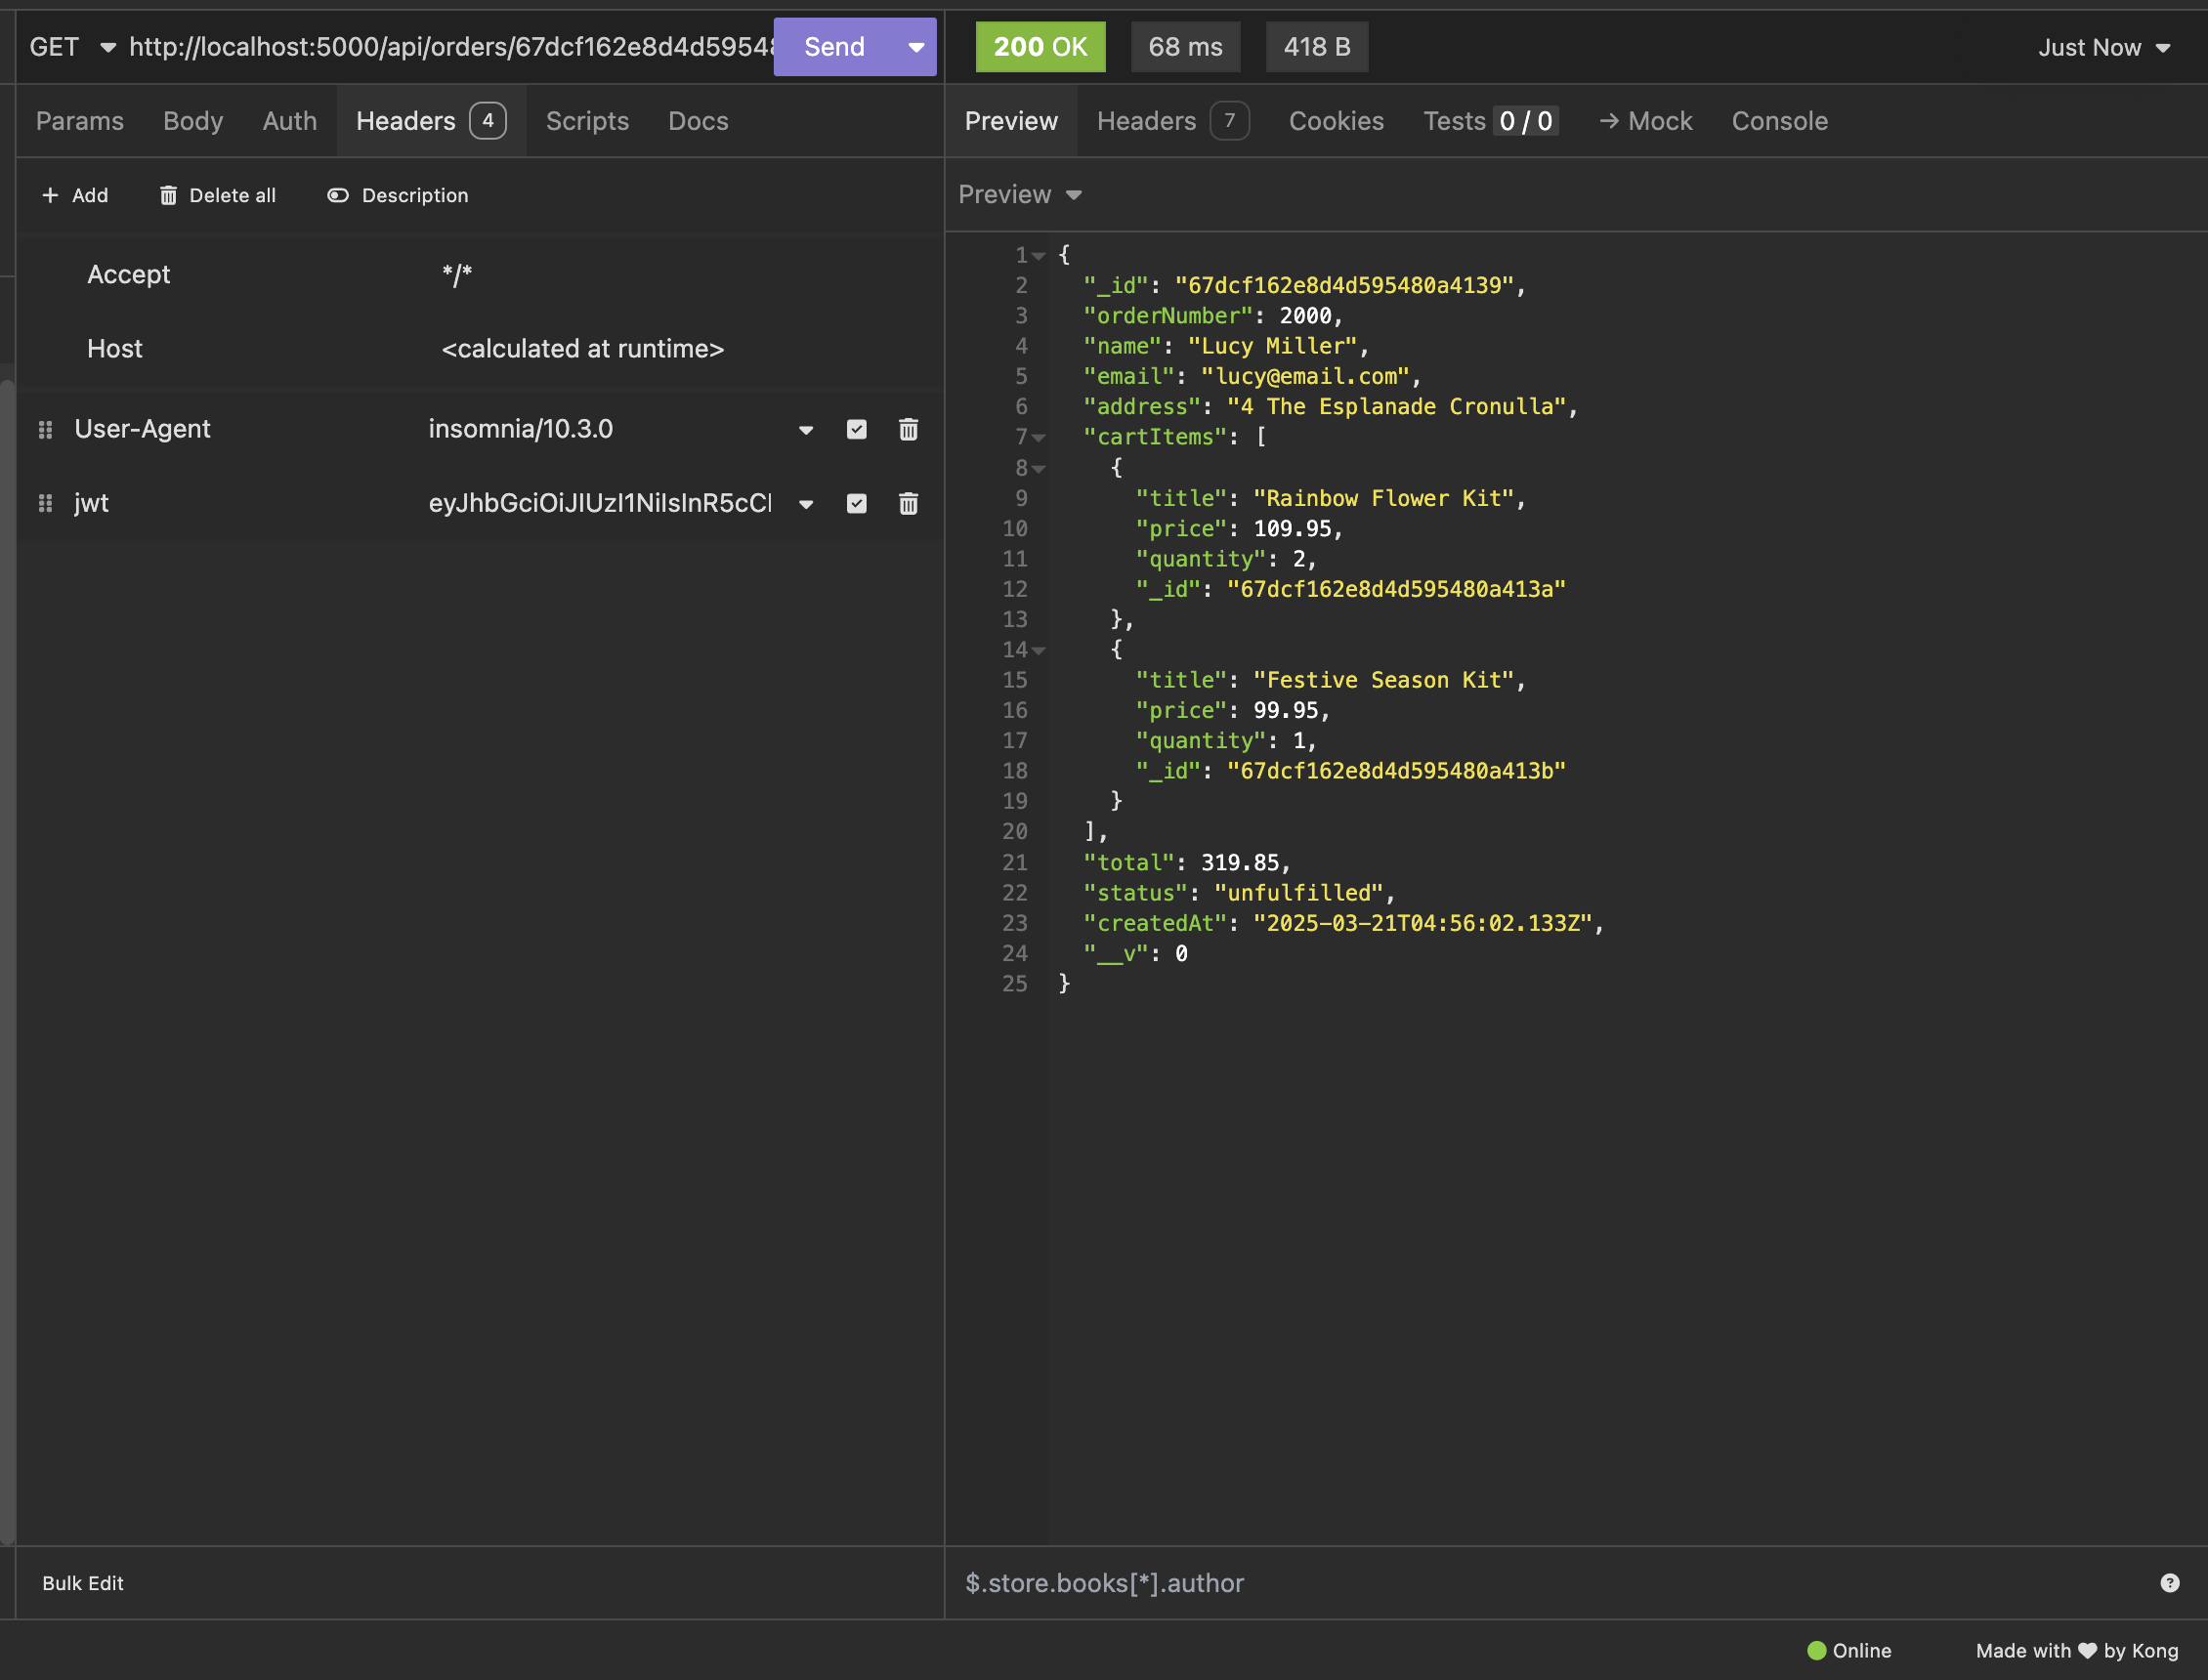 GET http://localhost:5000/api/orders/67dcf162e8d4d5954 Send
200 OK 68 ms 418 B Just Now
Params Body Auth Headers 4 Scripts Docs
Preview Headers 7 Cookies Tests 0 / 0 → Mock Console
+ Add Delete all Description
Preview
Accept */*
Host <calculated at runtime>
User-Agent insomnia/10.3.0
jwt eyJhbGciOiJIUzI1NiIsInR5cCI
1 {
2 "_id": "67dcf162e8d4d595480a4139",
3 "orderNumber": 2000,
4 "name": "Lucy Miller",
5 "email": "lucy@email.com",
6 "address": "4 The Esplanade Cronulla",
7 "cartItems": [
8 {
9 "title": "Rainbow Flower Kit",
10 "price": 109.95,
11 "quantity": 2,
12 "_id": "67dcf162e8d4d595480a413a"
13 },
14 {
15 "title": "Festive Season Kit",
16 "price": 99.95,
17 "quantity": 1,
18 "_id": "67dcf162e8d4d595480a413b"
19 }
20 ],
21 "total": 319.85,
22 "status": "unfulfilled",
23 "createdAt": "2025-03-21T04:56:02.133Z",
24 "__v": 0
25 }
Bulk Edit
$.store.books[*].author
Online Made with ♥ by Kong